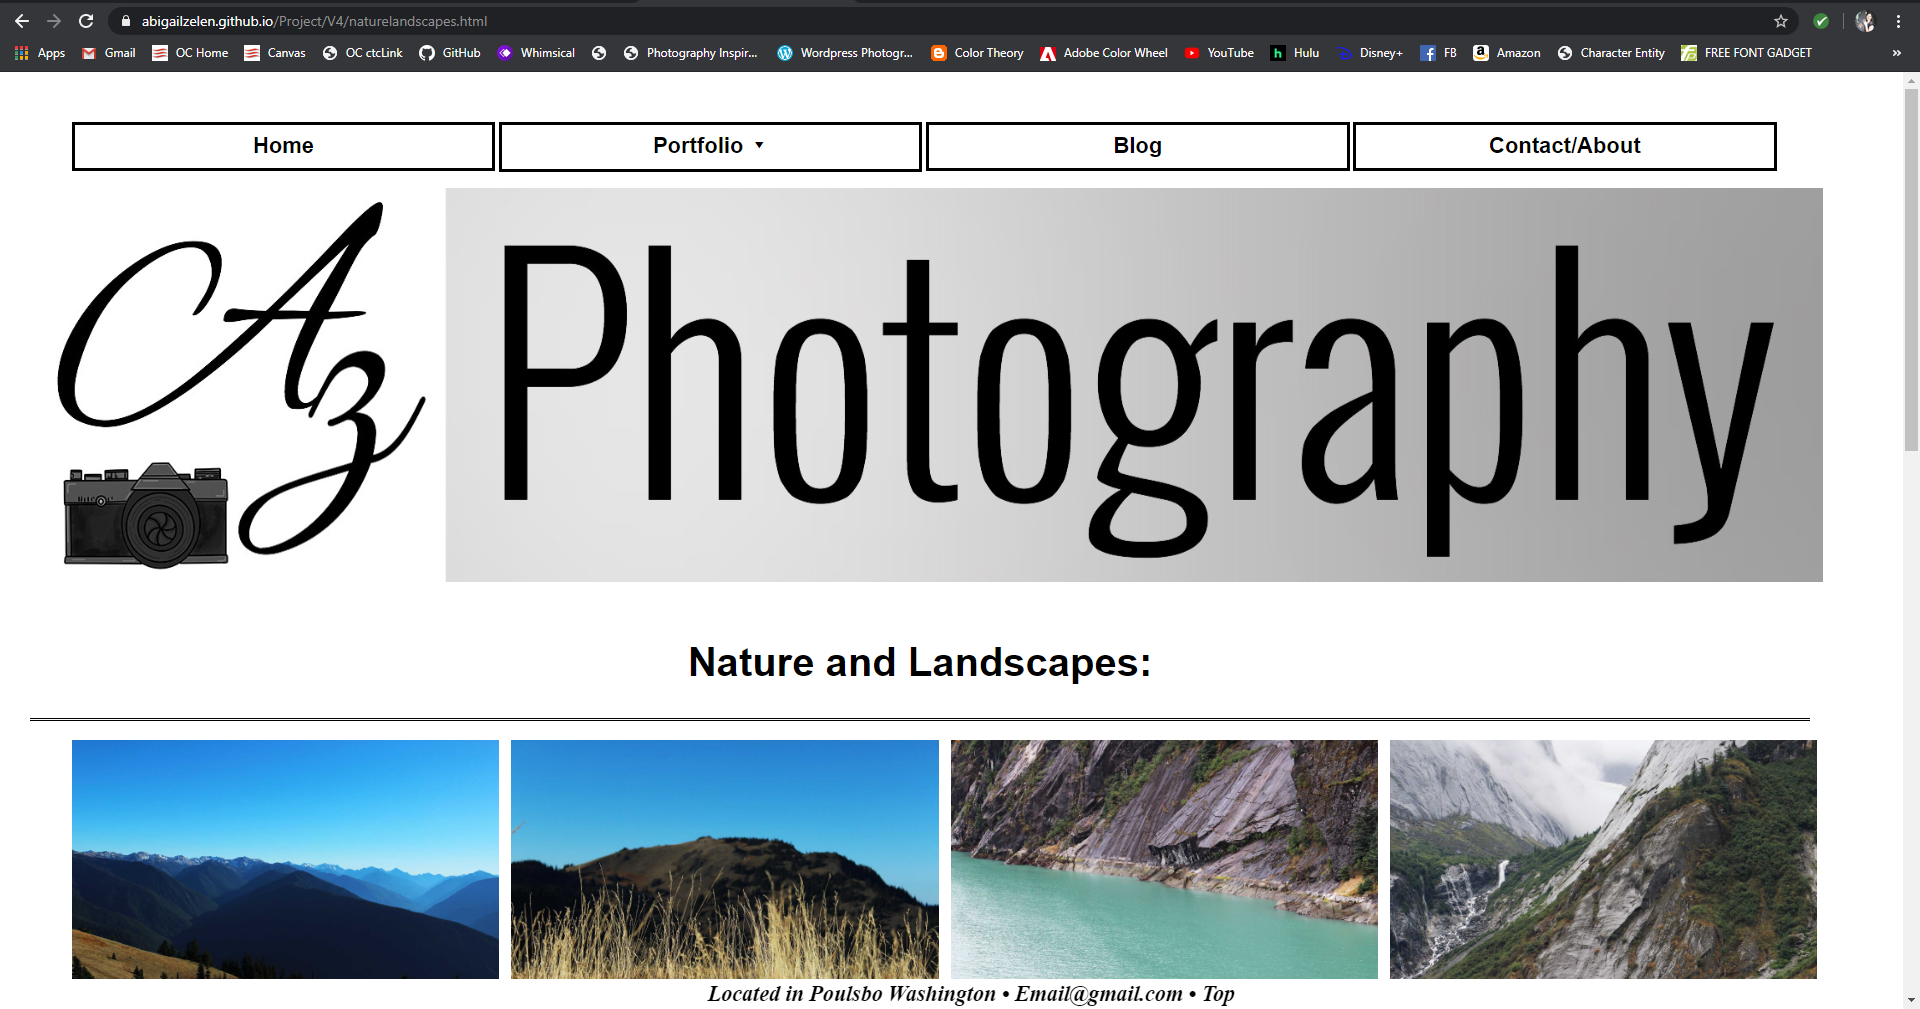 abigailzelen.github.io/Project/V4/naturelandscapes.html
Apps Gmail OC Home Canvas OC ctcLink GitHub Whimsical Photography Inspir... Wordpress Photogr... Color Theory Adobe Color Wheel YouTube Hulu Disney+ FB Amazon Character Entity FREE FONT GADGET »
Home Portfolio ▾ Blog Contact/About
Az Photography
Nature and Landscapes:
Located in Poulsbo Washington • Email@gmail.com • Top